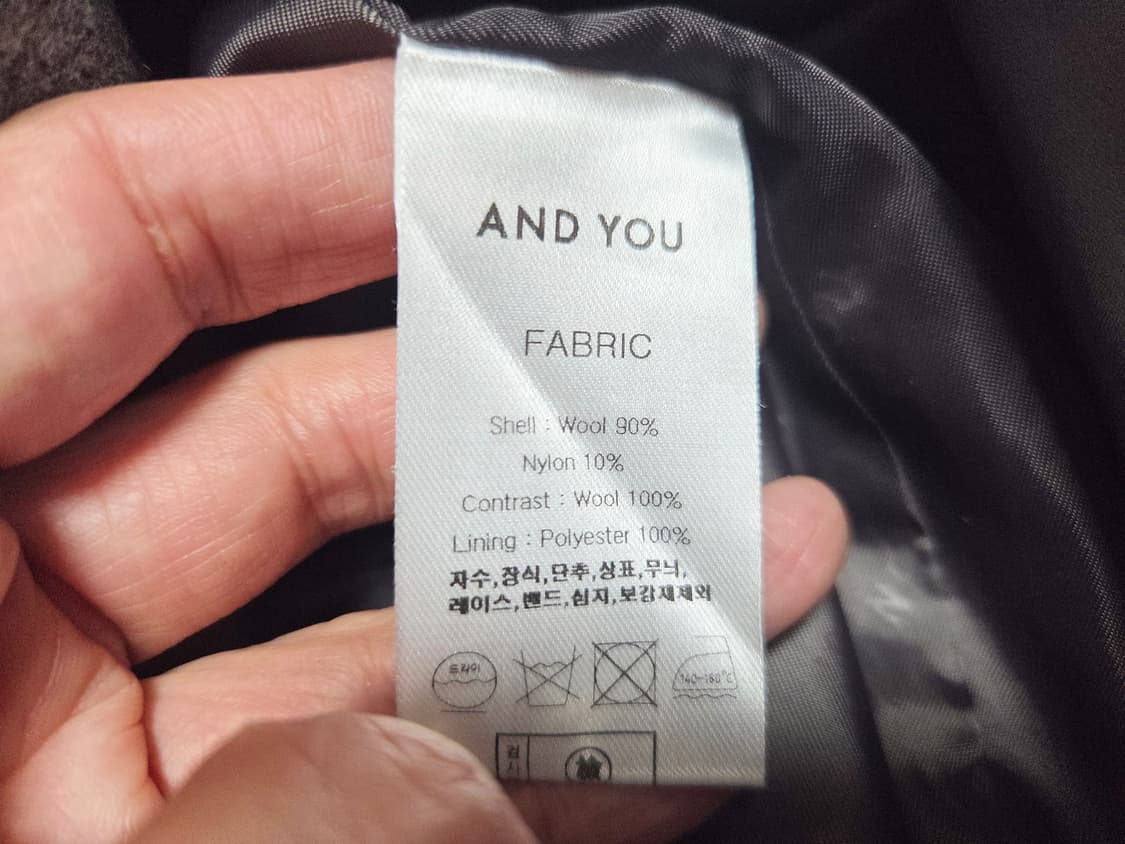 AND YOU
FABRIC
Shell : Wool 90%
Nylon 10%
Contrast : Wool 100%
Lining : Polyester 100%
자수,장식,단추,상표,무늬,
레이스,밴드,심지,보강재제외
드라이
140~160℃
검사